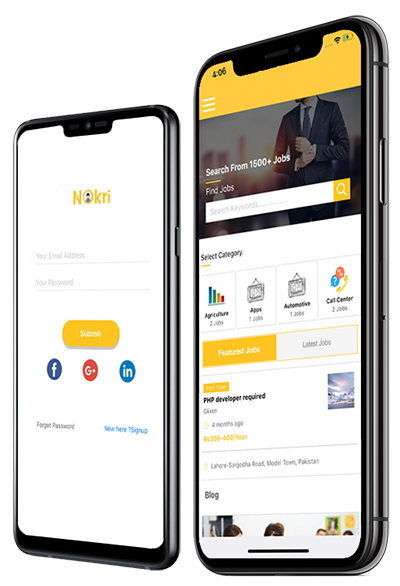 Nokri
Your Email Address
Your Password
Submit
f
G+
in
Forgot Password
New here ?Signup
4:06
Search From 1500+ Jobs
Find Jobs
Search Keywords...
Select Category.
Agriculture
2 Jobs
Apps
1 Jobs
Automotive
1 Jobs
Call Center
2 Jobs
Featured Jobs
Latest Jobs
PHP developer required
4 months ago
Rs300-400/Year
Lahore-Sargodha Road, Model Town, Pakistan
Blog